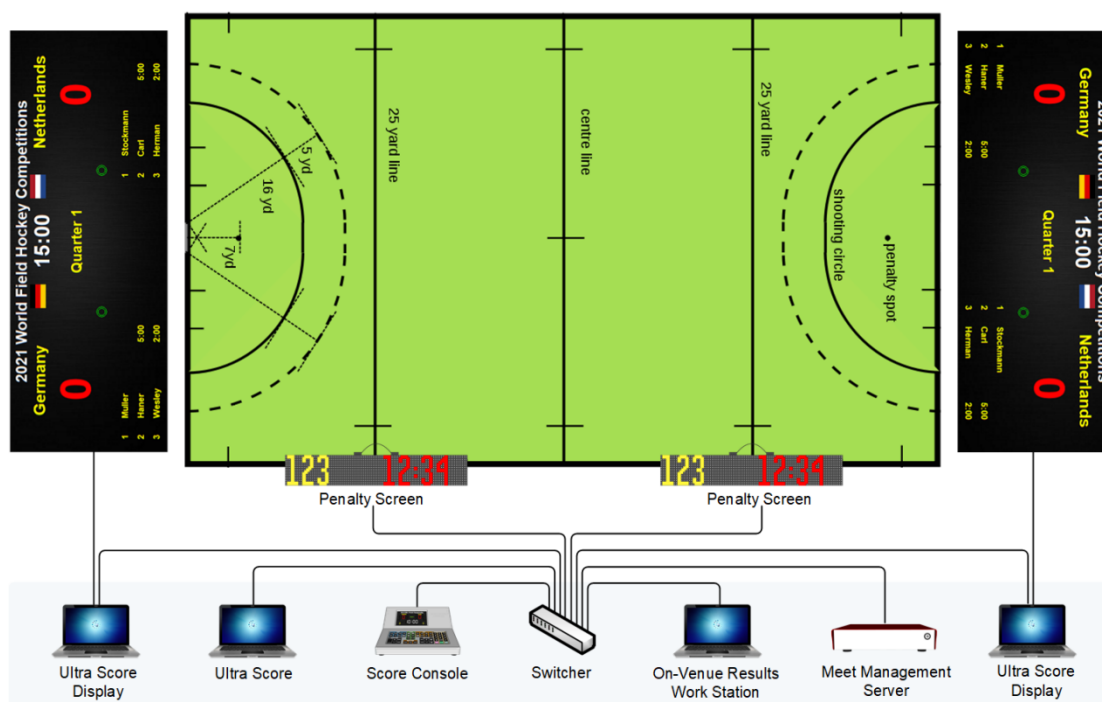 2021 World Field Hockey Competitions
Germany 15:00 Netherlands
0 Quarter 1 0
1 Muller 1 Stockmann
2 Haner 5:00 2 Carl 5:00
3 Wesley 2:00 3 Herman 2:00
5 yd
16 yd
7yd
25 yard line
centre line
25 yard line
shooting circle
penalty spot
2021 World Field Hockey Competitions
Germany 15:00 Netherlands
0 Quarter 1 0
1 Muller 1 Stockmann
2 Haner 5:00 2 Carl 5:00
3 Wesley 2:00 3 Herman 2:00
123 12:34
Penalty Screen
123 12:34
Penalty Screen
Ultra Score
Display
Ultra Score
Score Console
Switcher
On-Venue Results
Work Station
Meet Management
Server
Ultra Score
Display